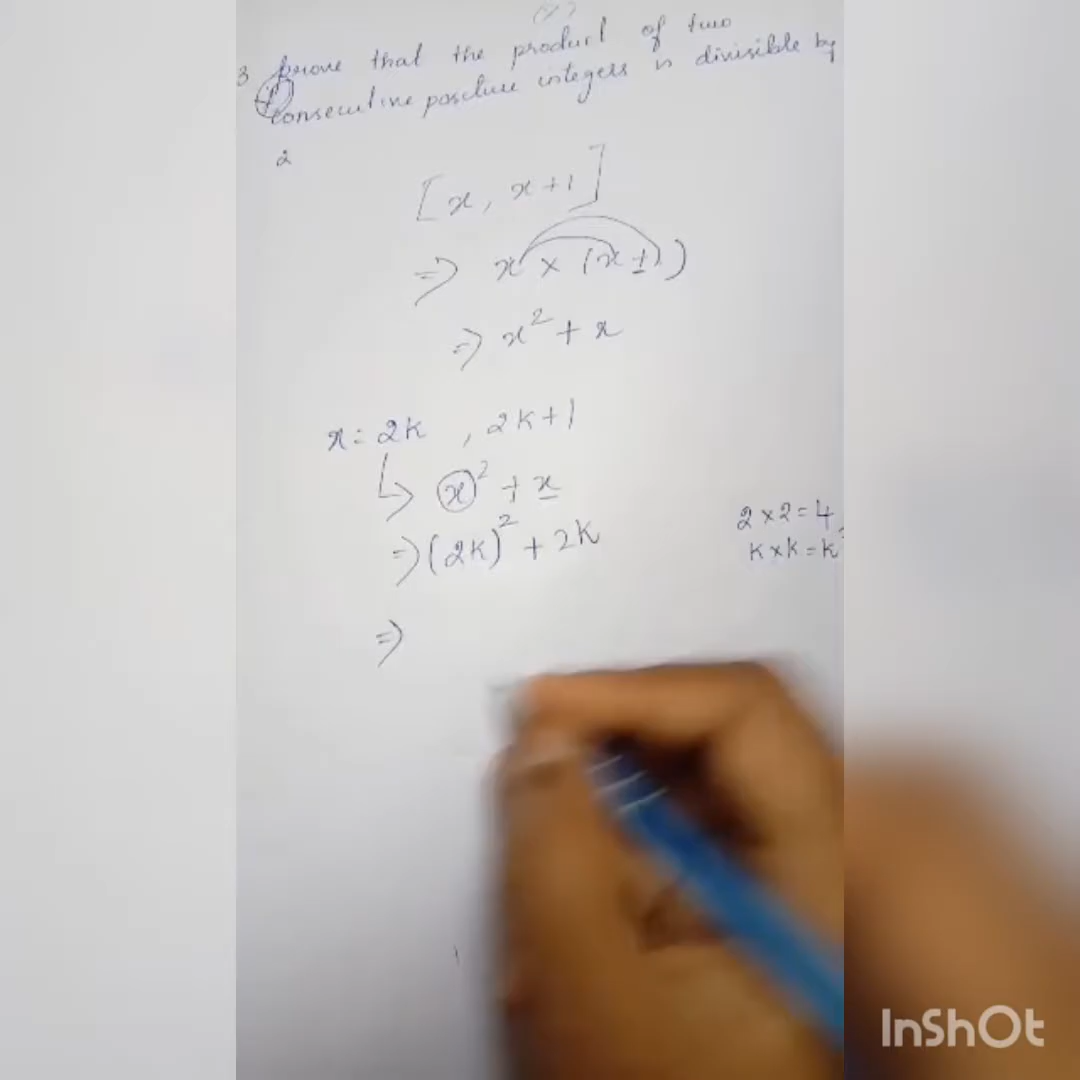 (2)
3 prove that the product of two
consecutive positive integers is divisible by
2
[x, x+1]
=> x × (x+1)
=> x² + x
x = 2k , 2k+1
↳ x² + x
=> (2k)² + 2k
2×2=4
k×k=k²
=>
InShOt